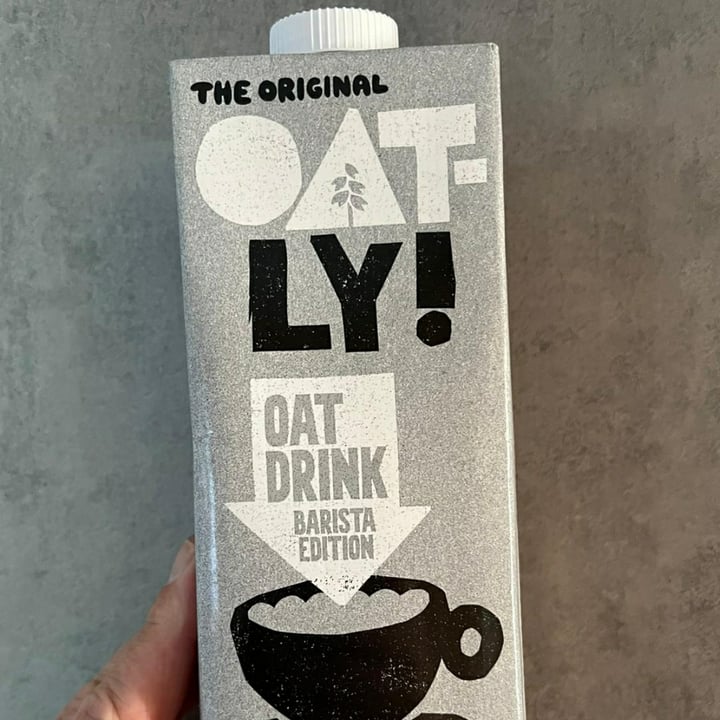 THE ORIGINAL
OAT-
LY!
OAT
DRINK
BARISTA
EDITION